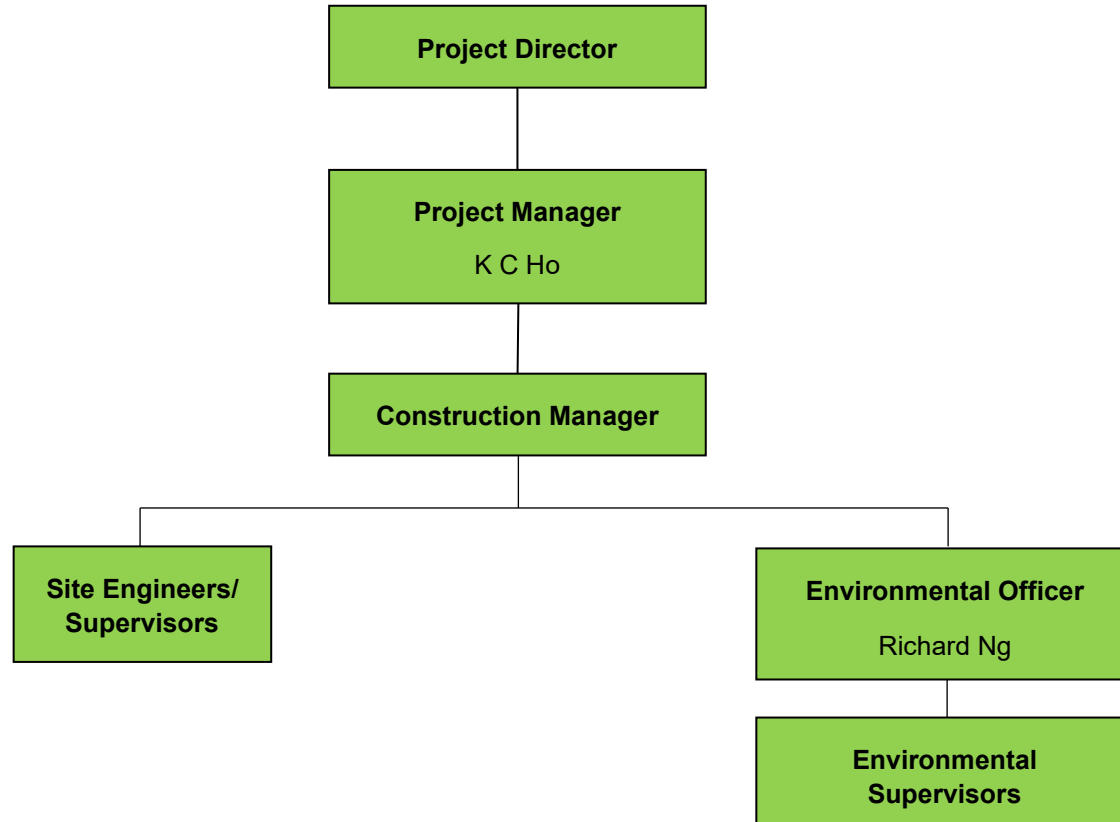 Project Director
Project Manager
K C Ho
Construction Manager
Site Engineers/
Supervisors
Environmental Officer
Richard Ng
Environmental
Supervisors